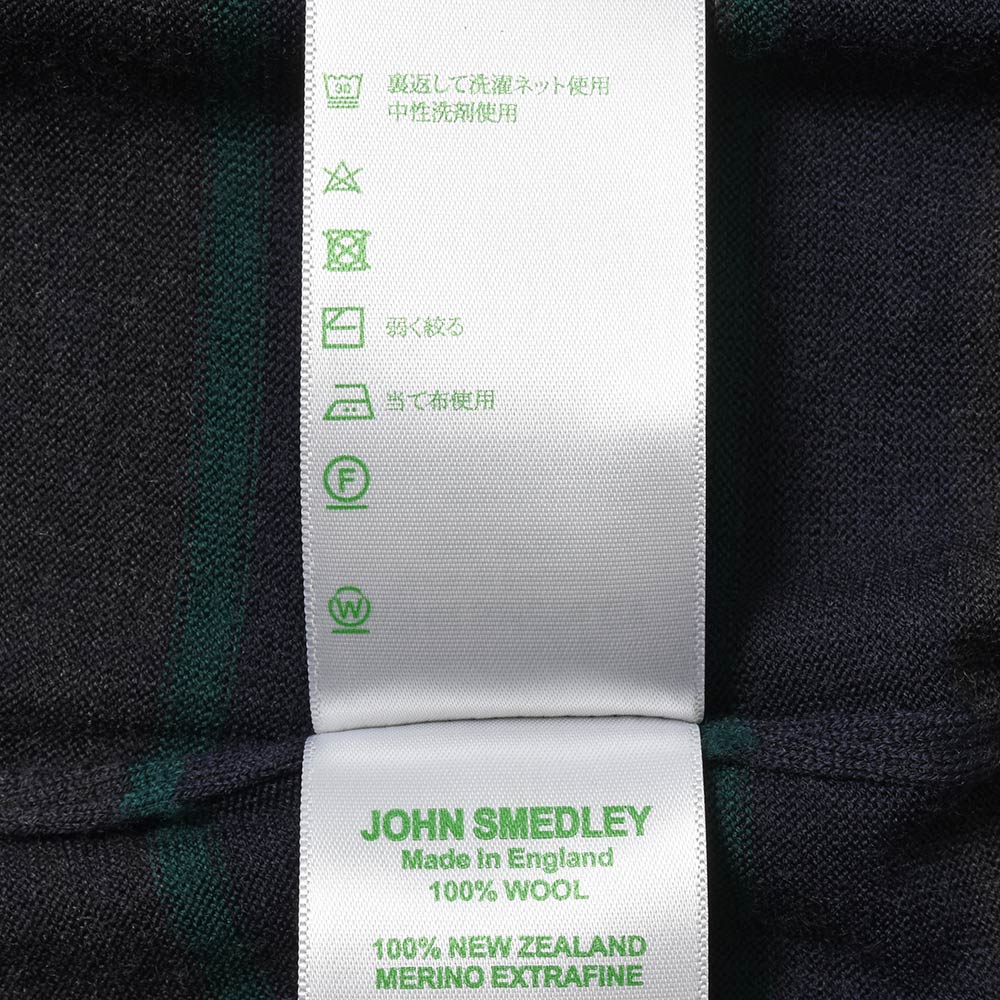 30 裏返して洗濯ネット使用
中性洗剤使用
弱く絞る
当て布使用
F
W
JOHN SMEDLEY
Made in England
100% WOOL
100% NEW ZEALAND
MERINO EXTRAFINE